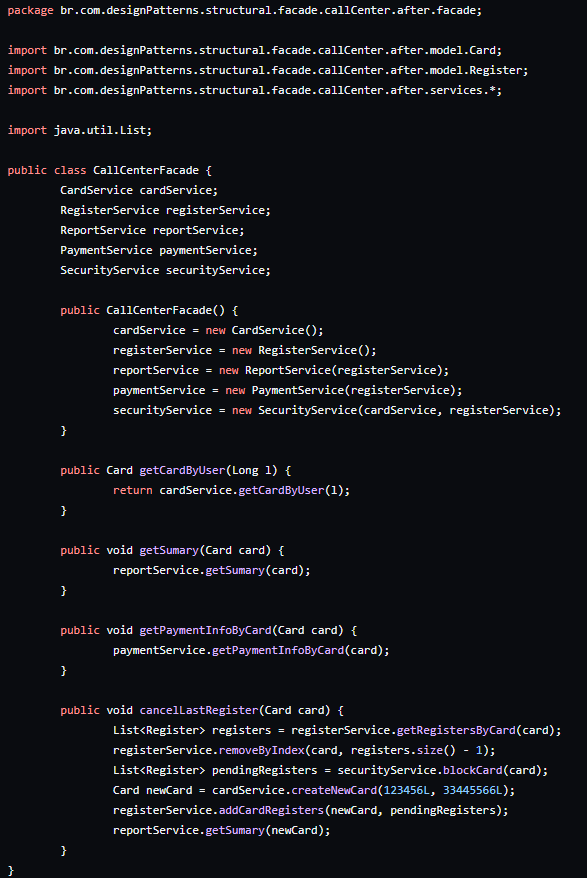 package br.com.designPatterns.structural.facade.callCenter.after.facade;

import br.com.designPatterns.structural.facade.callCenter.after.model.Card;
import br.com.designPatterns.structural.facade.callCenter.after.model.Register;
import br.com.designPatterns.structural.facade.callCenter.after.services.*;

import java.util.List;

public class CallCenterFacade {
        CardService cardService;
        RegisterService registerService;
        ReportService reportService;
        PaymentService paymentService;
        SecurityService securityService;

        public CallCenterFacade() {
                cardService = new CardService();
                registerService = new RegisterService();
                reportService = new ReportService(registerService);
                paymentService = new PaymentService(registerService);
                securityService = new SecurityService(cardService, registerService);
        }

        public Card getCardByUser(Long l) {
                return cardService.getCardByUser(l);
        }

        public void getSumary(Card card) {
                reportService.getSumary(card);
        }

        public void getPaymentInfoByCard(Card card) {
                paymentService.getPaymentInfoByCard(card);
        }

        public void cancelLastRegister(Card card) {
                List<Register> registers = registerService.getRegistersByCard(card);
                registerService.removeByIndex(card, registers.size() - 1);
                List<Register> pendingRegisters = securityService.blockCard(card);
                Card newCard = cardService.createNewCard(123456L, 33445566L);
                registerService.addCardRegisters(newCard, pendingRegisters);
                reportService.getSumary(newCard);
        }
}